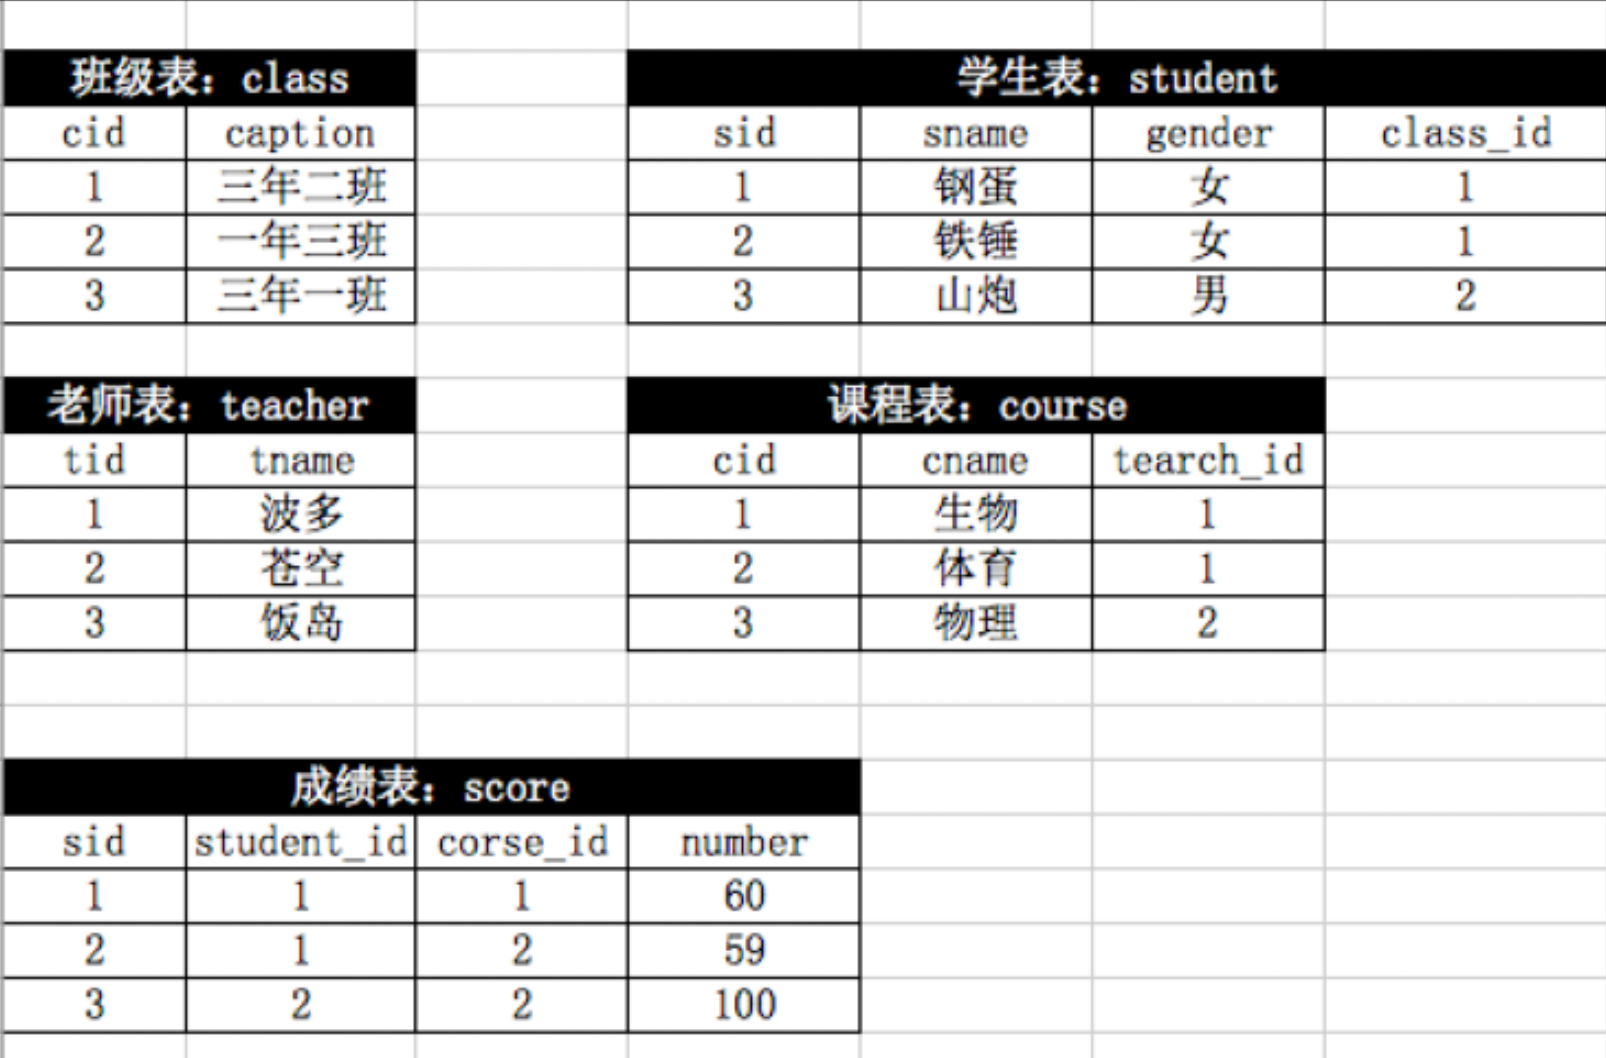 班级表：class
cid caption
1 三年二班
2 一年三班
3 三年一班
学生表：student
sid sname gender class_id
1 钢蛋 女 1
2 铁锤 女 1
3 山炮 男 2
老师表：teacher
tid tname
1 波多
2 苍空
3 饭岛
课程表：course
cid cname tearch_id
1 生物 1
2 体育 1
3 物理 2
成绩表：score
sid student_id corse_id number
1 1 1 60
2 1 2 59
3 2 2 100